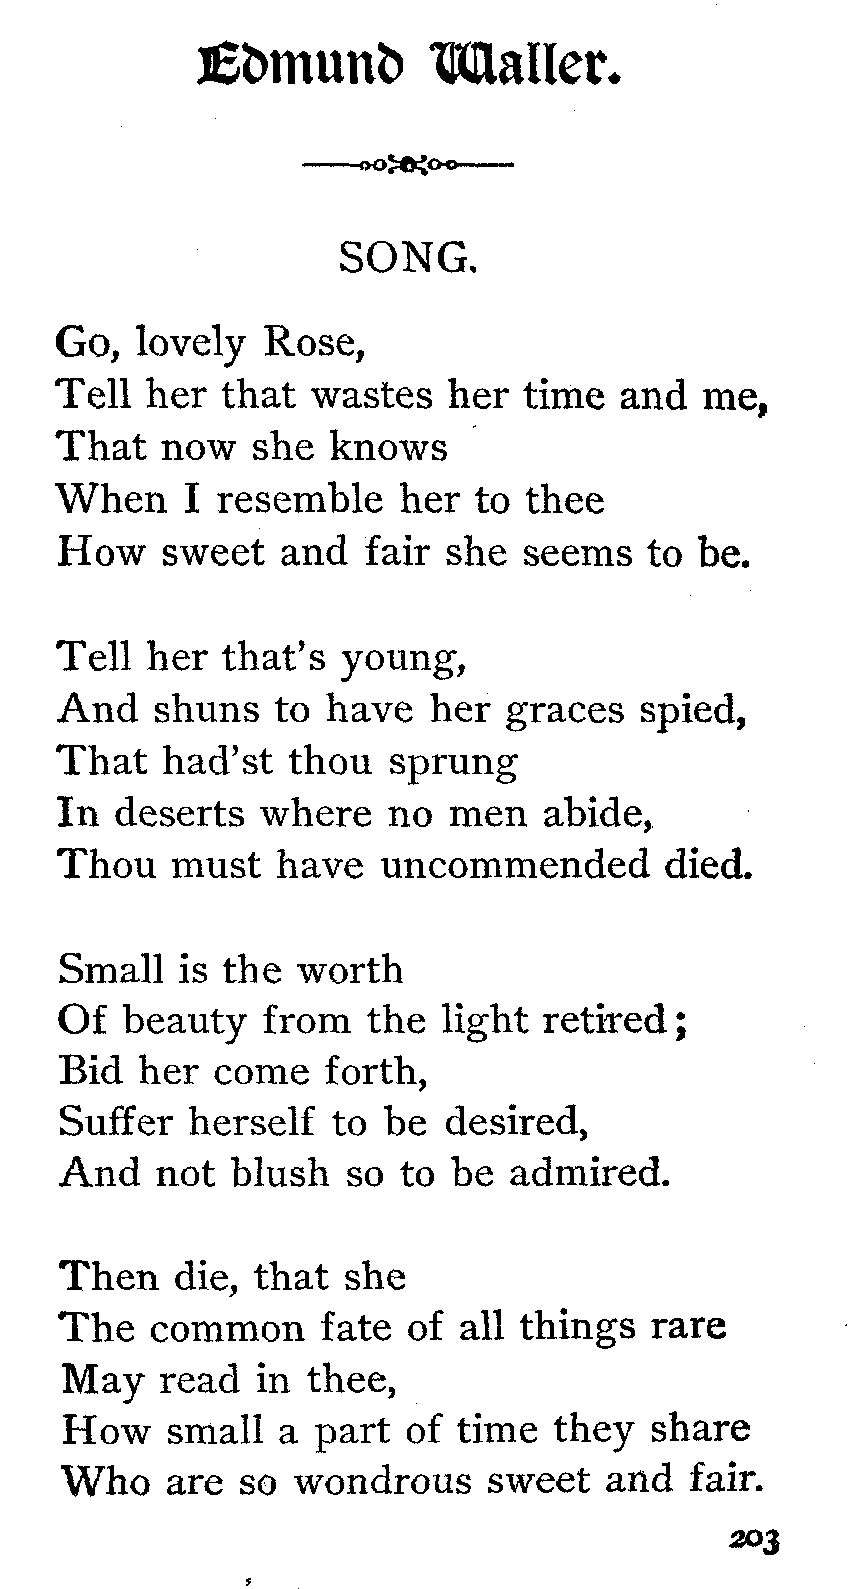 Edmund Waller.
SONG.
Go, lovely Rose,
Tell her that wastes her time and me,
That now she knows
When I resemble her to thee
How sweet and fair she seems to be.
Tell her that's young,
And shuns to have her graces spied,
That had'st thou sprung
In deserts where no men abide,
Thou must have uncommended died.
Small is the worth
Of beauty from the light retired;
Bid her come forth,
Suffer herself to be desired,
And not blush so to be admired.
Then die, that she
The common fate of all things rare
May read in thee,
How small a part of time they share
Who are so wondrous sweet and fair.
203